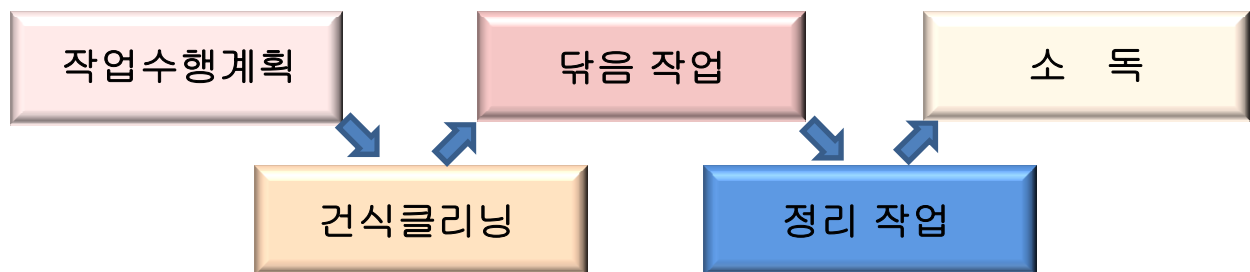 작업수행계획
건식클리닝
닦음 작업
정리 작업
소 독